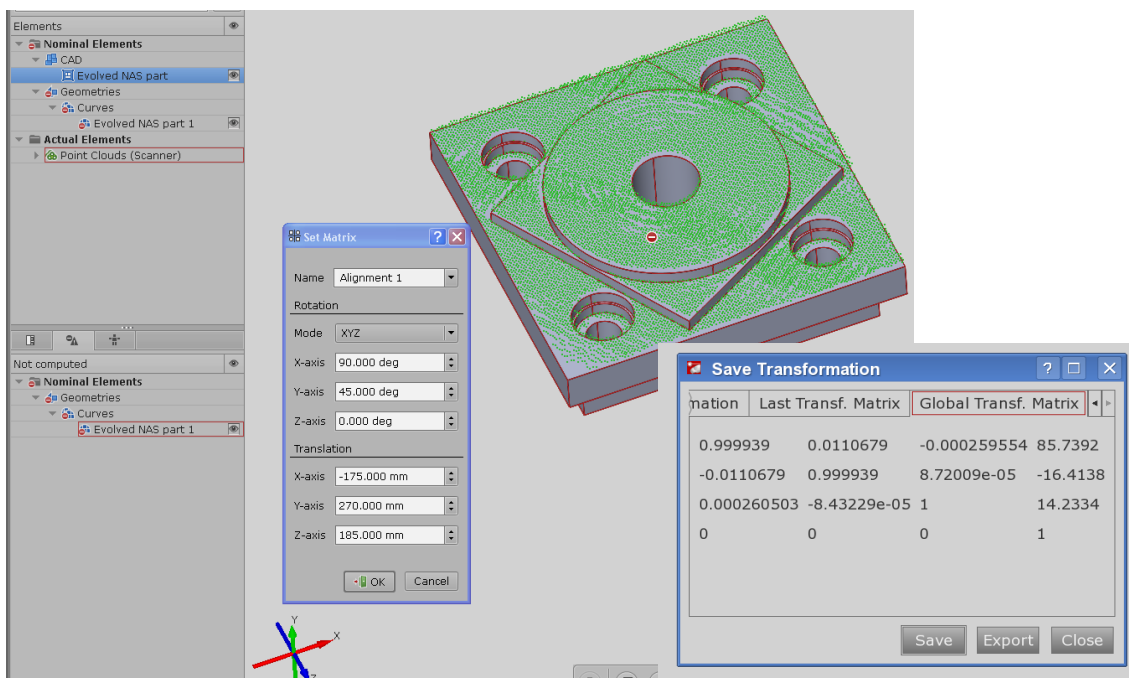 Elements
Nominal Elements
CAD
Evolved NAS part
Geometries
Curves
Evolved NAS part 1
Actual Elements
Point Clouds (Scanner)
Not computed
Nominal Elements
Geometries
Curves
Evolved NAS part 1
Set Matrix
Name Alignment 1
Rotation
Mode XYZ
X-axis 90.000 deg
Y-axis 45.000 deg
Z-axis 0.000 deg
Translation
X-axis -175.000 mm
Y-axis 270.000 mm
Z-axis 185.000 mm
OK Cancel
Y
X
Z
Save Transformation
mation Last Transf. Matrix Global Transf. Matrix
0.999939 0.0110679 -0.000259554 85.7392
-0.0110679 0.999939 8.72009e-05 -16.4138
0.000260503 -8.43229e-05 1 14.2334
0 0 0 1
Save Export Close